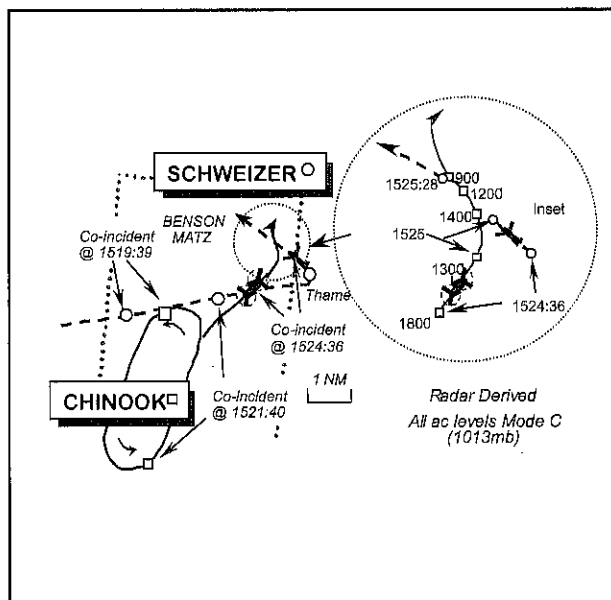 SCHWEIZER
BENSON
MATZ
Co-incident
@ 1519:39
Thame
Co-incident
@ 1524:36
1 NM
CHINOOK
Co-incident
@ 1521:40
1525:28
1900
1200
1400
Inset
1525
1300
1524:36
1800
Radar Derived
All ac levels Mode C
(1013mb)